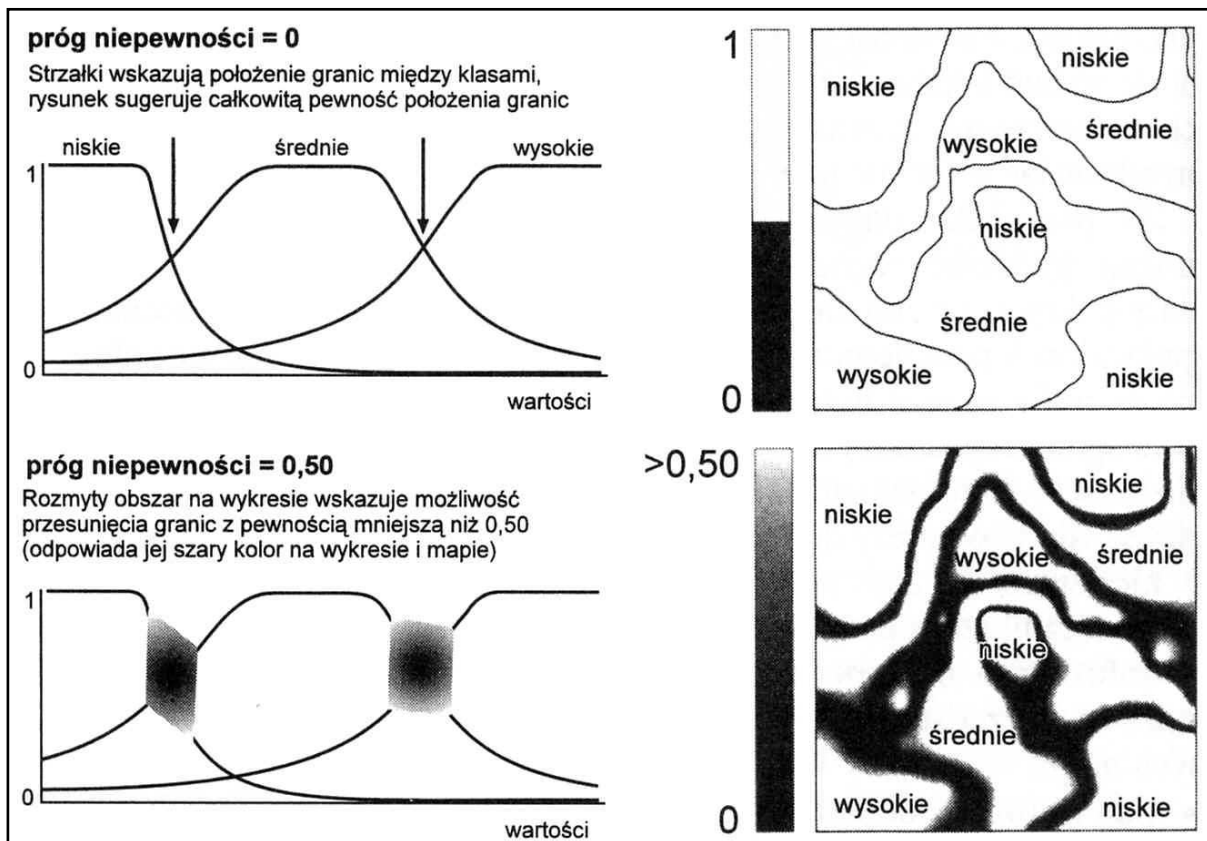 próg niepewności = 0
Strzałki wskazują położenie granic między klasami,
rysunek sugeruje całkowitą pewność położenia granic
niskie średnie wysokie
1
0
wartości
1
0
niskie
niskie
średnie
wysokie
niskie
średnie
wysokie
niskie
próg niepewności = 0,50
Rozmyty obszar na wykresie wskazuje możliwość
przesunięcia granic z pewnością mniejszą niż 0,50
(odpowiada jej szary kolor na wykresie i mapie)
1
0
wartości
>0,50
0
niskie
niskie
wysokie
średnie
niskie
średnie
wysokie
niskie